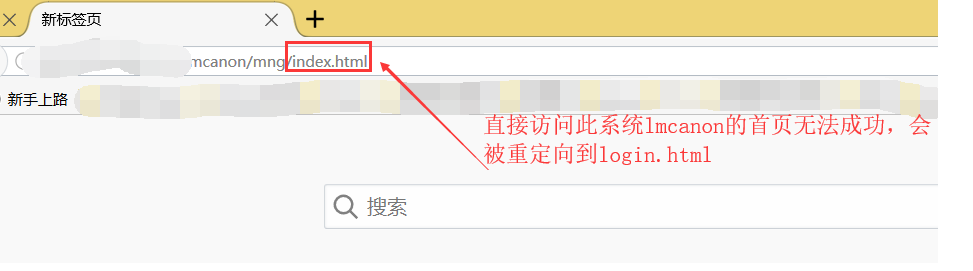 新标签页
mcanon/mng/index.html
新手上路
直接访问此系统lmcanon的首页无法成功，会
被重定向到login.html
搜索